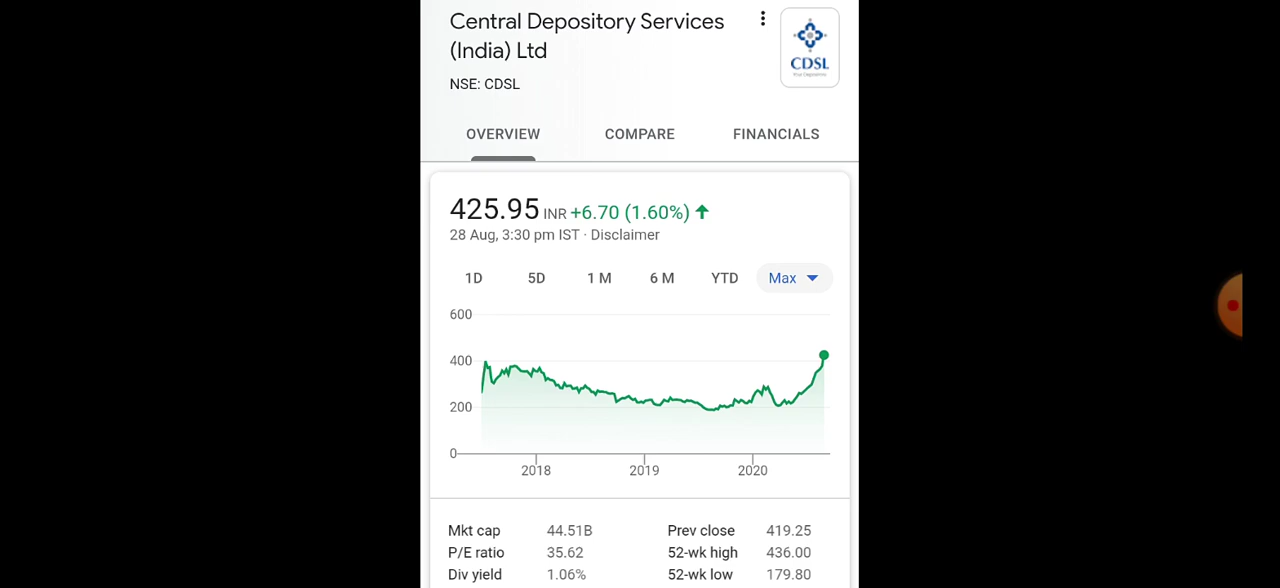 Central Depository Services
(India) Ltd
NSE: CDSL
CDSL
Your Depository
OVERVIEW COMPARE FINANCIALS
425.95 INR +6.70 (1.60%) ↑
28 Aug, 3:30 pm IST · Disclaimer
1D 5D 1 M 6 M YTD Max
600
400
200
0
2018 2019 2020
Mkt cap 44.51B Prev close 419.25
P/E ratio 35.62 52-wk high 436.00
Div yield 1.06% 52-wk low 179.80